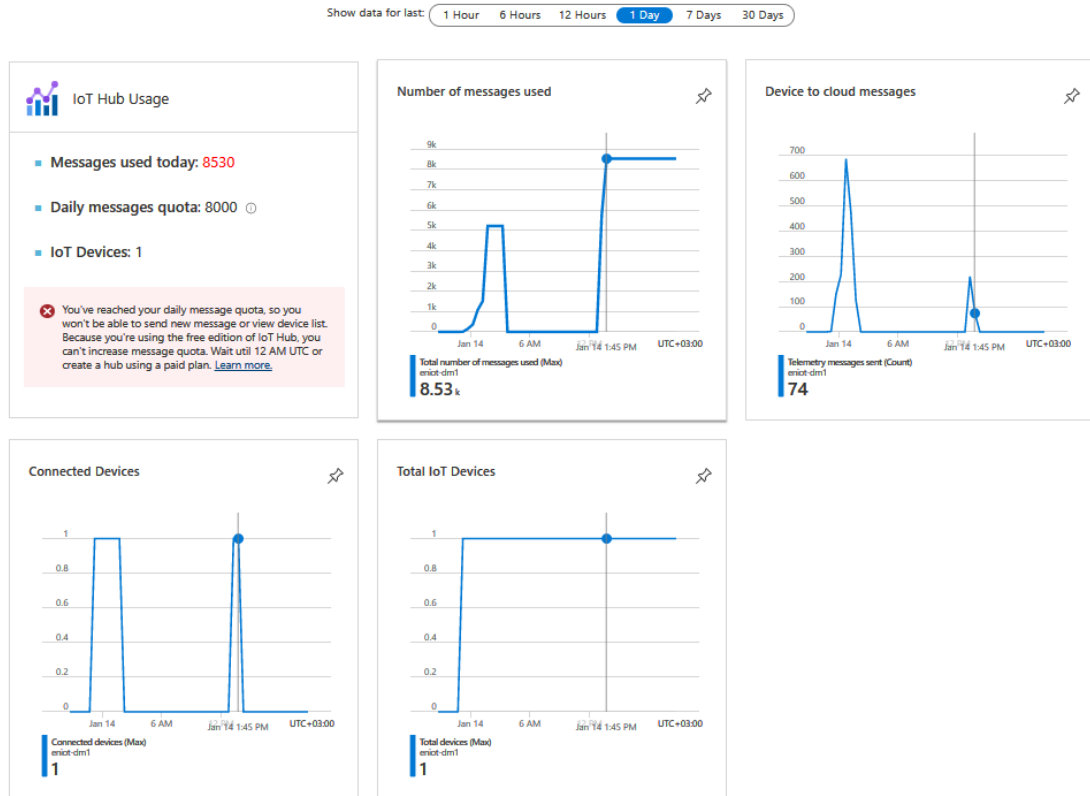 Show data for last:
1 Hour
6 Hours
12 Hours
1 Day
7 Days
30 Days
IoT Hub Usage
Messages used today: 8530
Daily messages quota: 8000
IoT Devices: 1
You've reached your daily message quota, so you
won't be able to send new message or view device list.
Because you're using the free edition of IoT Hub, you
can't increase message quota. Wait util 12 AM UTC or
create a hub using a paid plan. Learn more.
Number of messages used
9k
8k
7k
6k
5k
4k
3k
2k
1k
0
Jan 14
6 AM
Jan 14 1:45 PM
UTC+03:00
Total number of messages used (Max)
eniot-dm1
8.53 k
Device to cloud messages
700
600
500
400
300
200
100
0
Jan 14
6 AM
Jan 14 1:45 PM
UTC+03:00
Telemetry messages sent (Count)
eniot-dm1
74
Connected Devices
1
0.8
0.6
0.4
0.2
0
Jan 14
6 AM
Jan 14 1:45 PM
UTC+03:00
Connected devices (Max)
eniot-dm1
1
Total IoT Devices
1
0.8
0.6
0.4
0.2
0
Jan 14
6 AM
Jan 14 1:45 PM
UTC+03:00
Total devices (Max)
eniot-dm1
1